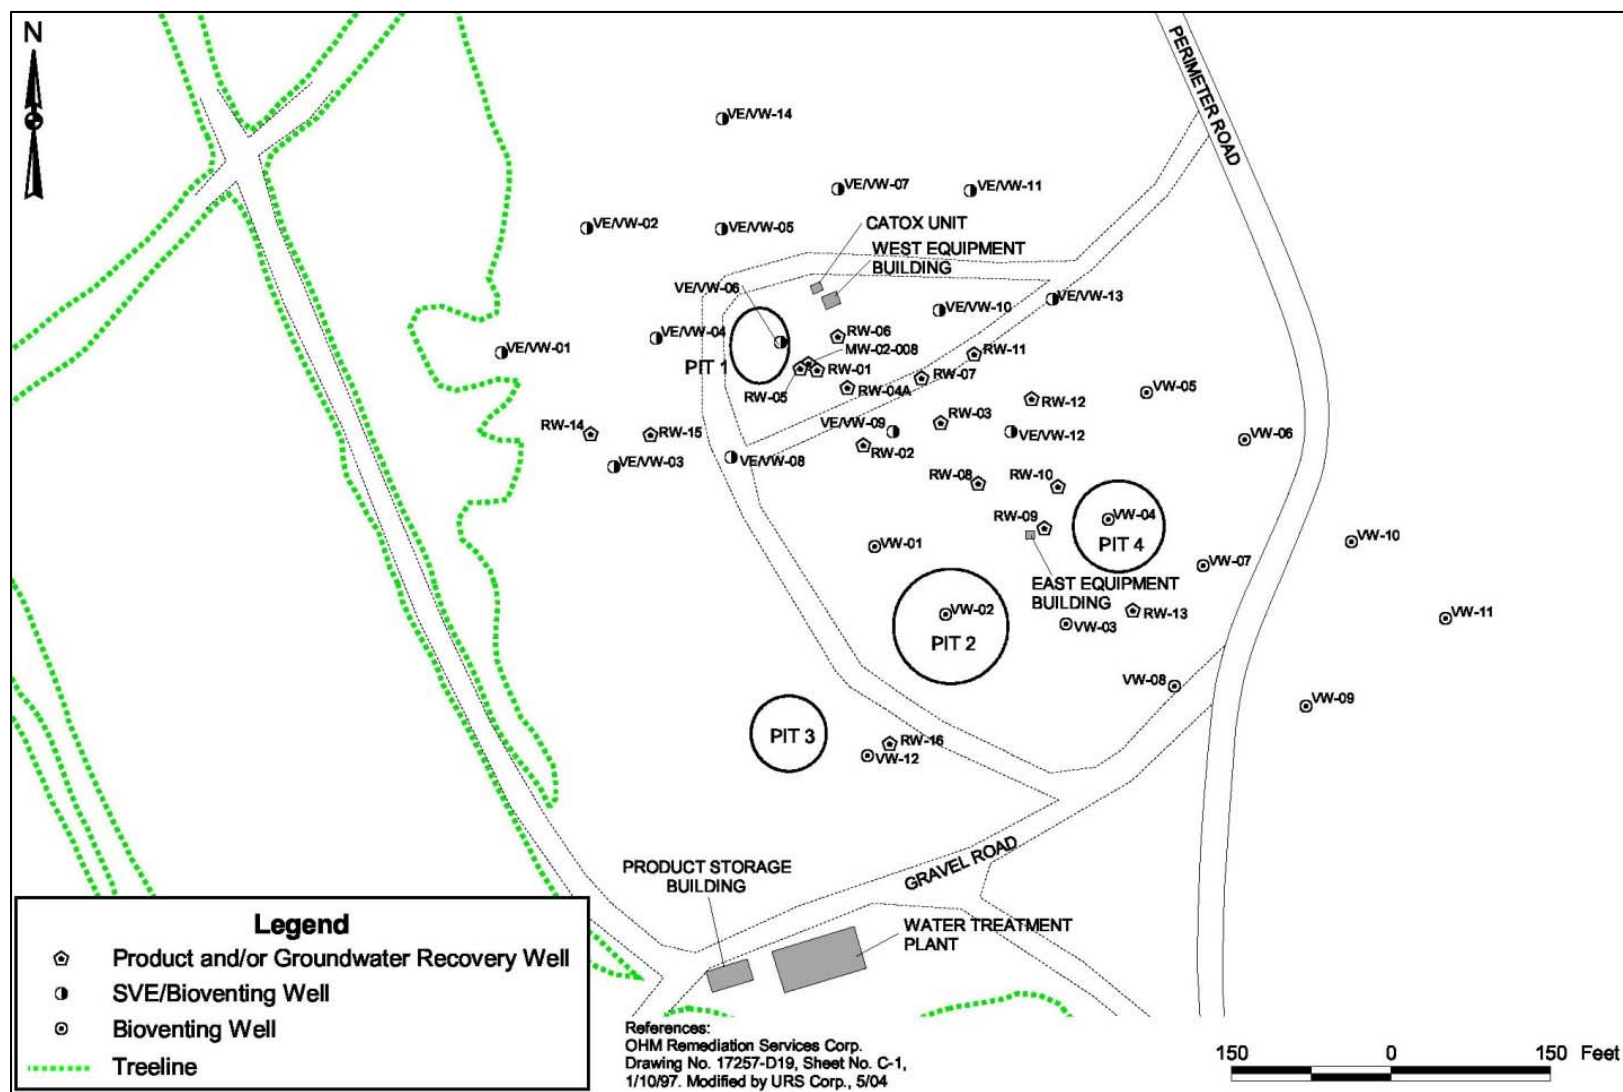 N
PERIMETER ROAD
VE/VW-14
VE/VW-07
VE/VW-11
VE/VW-02
VE/VW-05
CATOX UNIT
WEST EQUIPMENT
BUILDING
VE/VW-06
VE/VW-13
VE/VW-10
VE/VW-04
RW-06
VE/VW-01
MW-02-008
RW-11
PIT 1
RW-01
RW-07
RW-05
RW-04A
VW-05
RW-12
RW-03
RW-14
RW-15
VE/VW-09
VE/VW-12
VW-06
RW-02
VE/VW-08
VE/VW-03
RW-08
RW-10
RW-09
VW-04
PIT 4
VW-01
VW-10
VW-07
EAST EQUIPMENT
BUILDING
VW-02
RW-13
VW-11
VW-03
PIT 2
VW-08
VW-09
PIT 3
RW-16
VW-12
GRAVEL ROAD
PRODUCT STORAGE
BUILDING
WATER TREATMENT
PLANT
Legend
Product and/or Groundwater Recovery Well
SVE/Bioventing Well
Bioventing Well
Treeline
References:
OHM Remediation Services Corp.
Drawing No. 17257-D19, Sheet No. C-1,
1/10/97. Modified by URS Corp., 5/04
150 0 150 Feet